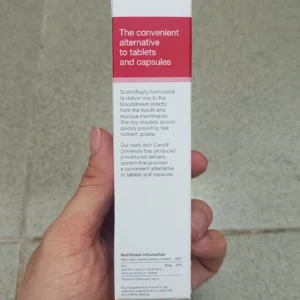 The convenient
alternative
to tablets
and capsules
Scientifically formulated
to deliver iron to the
bloodstream directly
from the mouth and
mucous membranes.
The tiny droplets absorb
quickly providing fast
nutrient uptake.
Our work with Cardiff
University has produced
a nutritional delivery
system that provides
a convenient alternative
to tablets and capsules.
Nutritional information